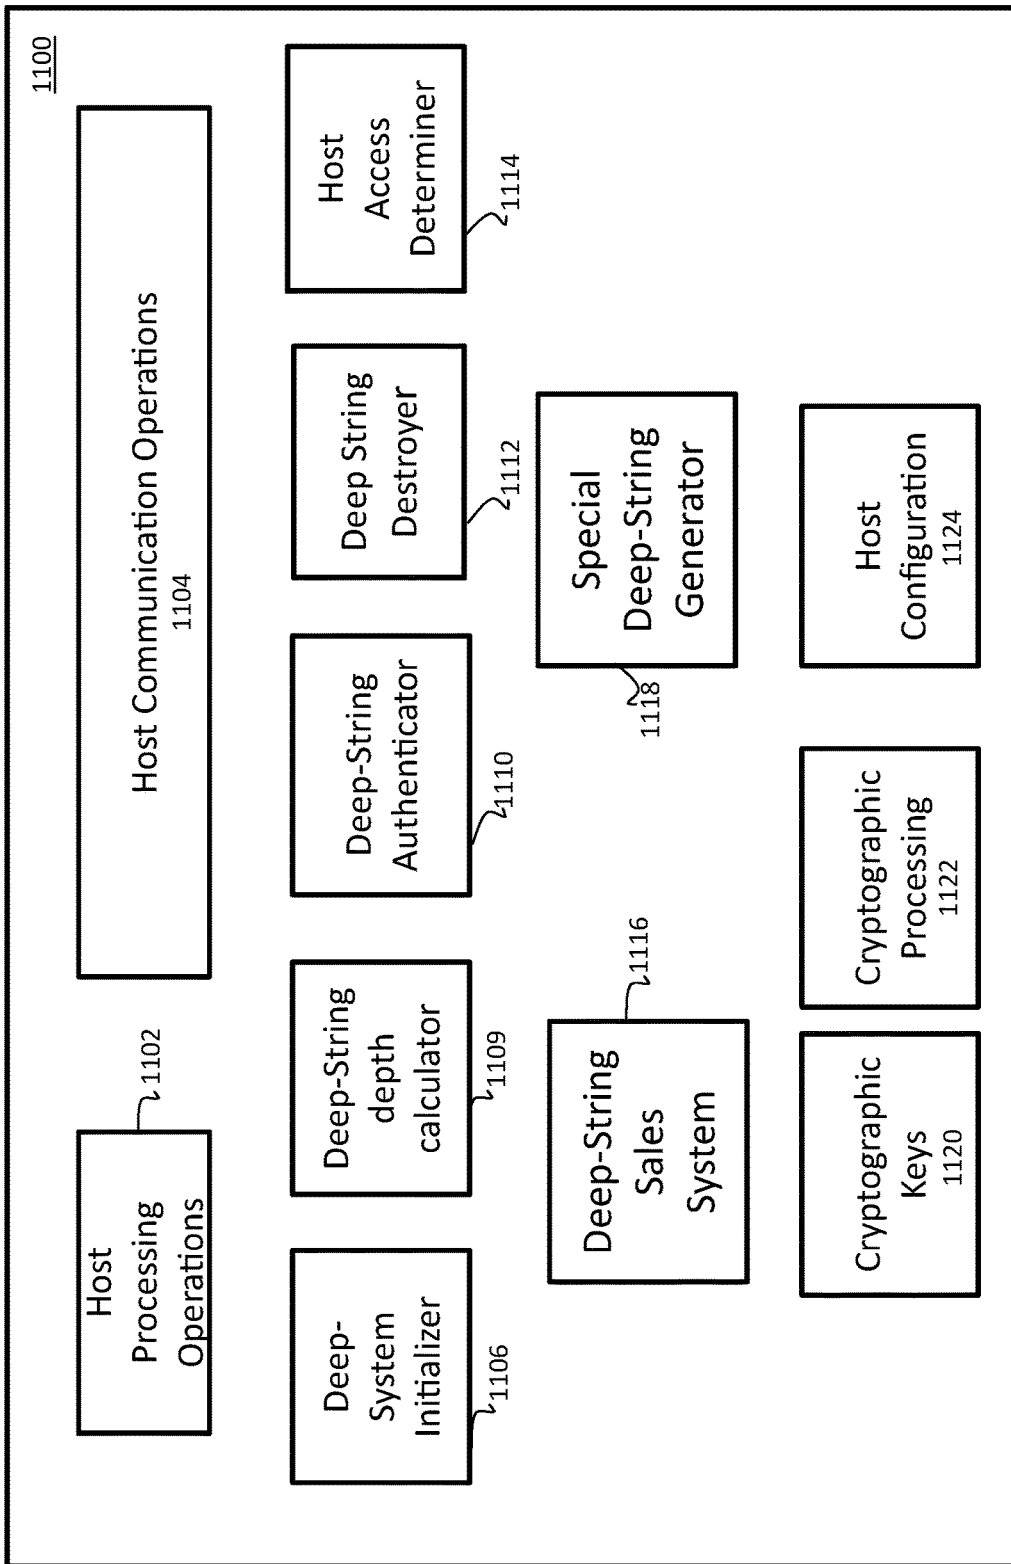 1100
Host
Processing
Operations
1102
Host Communication Operations
1104
Deep-
System
Initializer
1106
Deep-String
depth
calculator
1109
Deep-String
Authenticator
1110
Deep String
Destroyer
1112
Host
Access
Determiner
1114
Deep-String
Sales
System
1116
Special
Deep-String
Generator
1118
Cryptographic
Keys
1120
Cryptographic
Processing
1122
Host
Configuration
1124